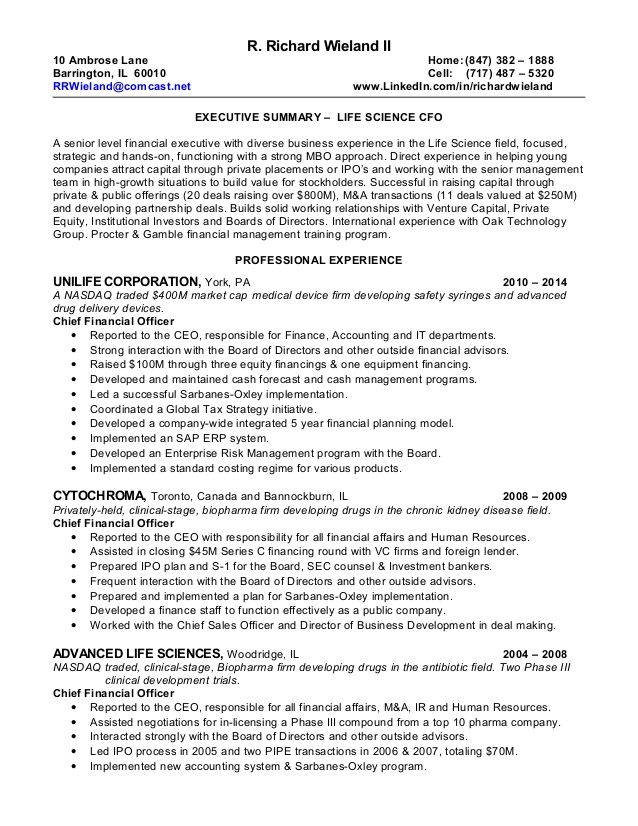 R. Richard Wieland II
10 Ambrose Lane Home: (847) 382 – 1888
Barrington, IL 60010 Cell: (717) 487 – 5320
RRWieland@comcast.net www.LinkedIn.com/in/richardwieland
EXECUTIVE SUMMARY – LIFE SCIENCE CFO
A senior level financial executive with diverse business experience in the Life Science field, focused,
strategic and hands-on, functioning with a strong MBO approach. Direct experience in helping young
companies attract capital through private placements or IPO's and working with the senior management
team in high-growth situations to build value for stockholders. Successful in raising capital through
private & public offerings (20 deals raising over $800M), M&A transactions (11 deals valued at $250M)
and developing partnership deals. Builds solid working relationships with Venture Capital, Private
Equity, Institutional Investors and Boards of Directors. International experience with Oak Technology
Group. Procter & Gamble financial management training program.
PROFESSIONAL EXPERIENCE
UNILIFE CORPORATION, York, PA 2010 – 2014
A NASDAQ traded $400M market cap medical device firm developing safety syringes and advanced
drug delivery devices.
Chief Financial Officer
• Reported to the CEO, responsible for Finance, Accounting and IT departments.
• Strong interaction with the Board of Directors and other outside financial advisors.
• Raised $100M through three equity financings & one equipment financing.
• Developed and maintained cash forecast and cash management programs.
• Led a successful Sarbanes-Oxley implementation.
• Coordinated a Global Tax Strategy initiative.
• Developed a company-wide integrated 5 year financial planning model.
• Implemented an SAP ERP system.
• Developed an Enterprise Risk Management program with the Board.
• Implemented a standard costing regime for various products.
CYTOCHROMA, Toronto, Canada and Bannockburn, IL 2008 – 2009
Privately-held, clinical-stage, biopharma firm developing drugs in the chronic kidney disease field.
Chief Financial Officer
• Reported to the CEO with responsibility for all financial affairs and Human Resources.
• Assisted in closing $45M Series C financing round with VC firms and foreign lender.
• Prepared IPO plan and S-1 for the Board, SEC counsel & Investment bankers.
• Frequent interaction with the Board of Directors and other outside advisors.
• Prepared and implemented a plan for Sarbanes-Oxley implementation.
• Developed a finance staff to function effectively as a public company.
• Worked with the Chief Sales Officer and Director of Business Development in deal making.
ADVANCED LIFE SCIENCES, Woodridge, IL 2004 – 2008
NASDAQ traded, clinical-stage, Biopharma firm developing drugs in the antibiotic field. Two Phase III
clinical development trials.
Chief Financial Officer
• Reported to the CEO, responsible for all financial affairs, M&A, IR and Human Resources.
• Assisted negotiations for in-licensing a Phase III compound from a top 10 pharma company.
• Interacted strongly with the Board of Directors and other outside advisors.
• Led IPO process in 2005 and two PIPE transactions in 2006 & 2007, totaling $70M.
• Implemented new accounting system & Sarbanes-Oxley program.